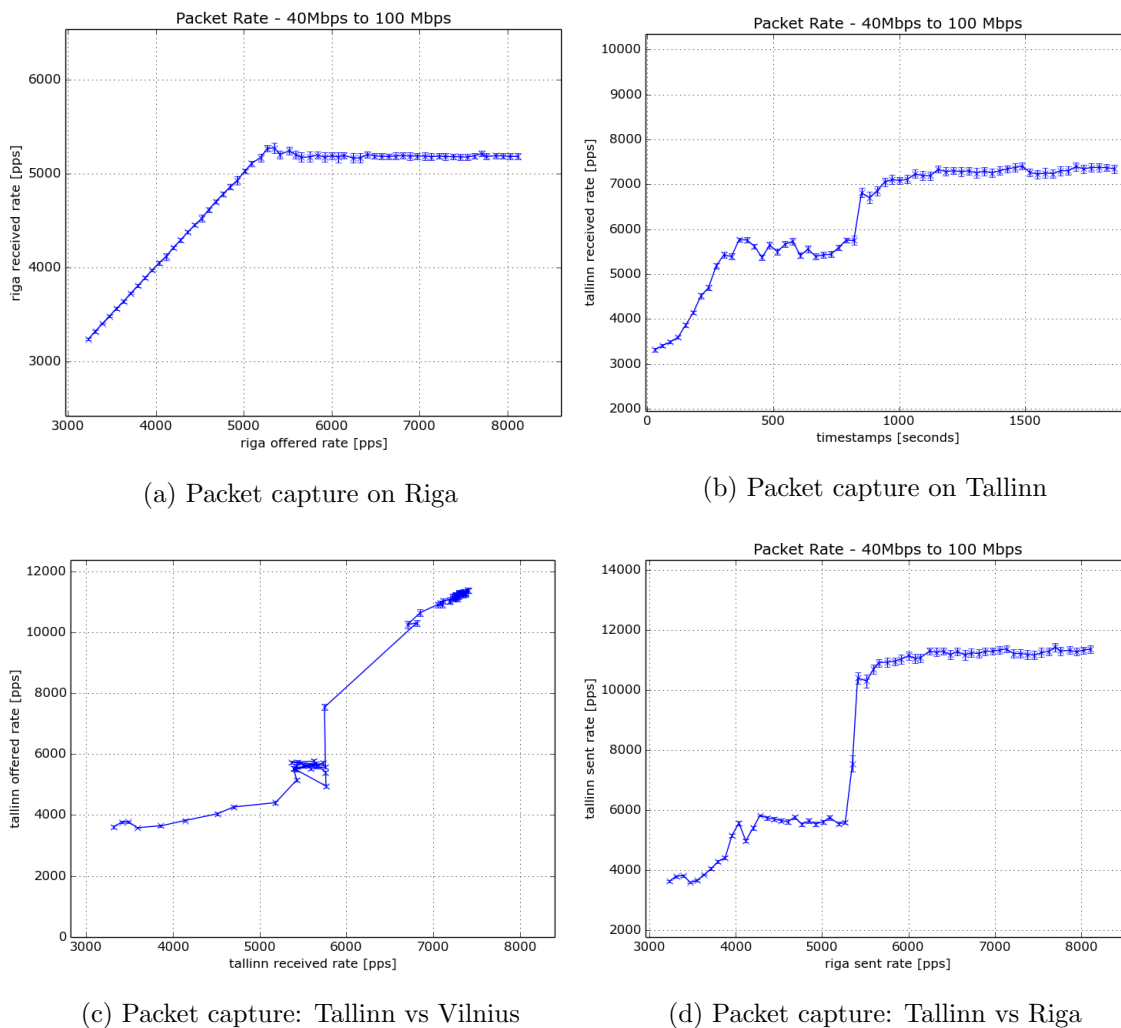 Packet Rate - 40Mbps to 100 Mbps
6000
5000
4000
3000
riga received rate [pps]
3000 4000 5000 6000 7000 8000
riga offered rate [pps]
(a) Packet capture on Riga
Packet Rate - 40Mbps to 100 Mbps
10000
9000
8000
7000
6000
5000
4000
3000
2000
tallinn received rate [pps]
0 500 1000 1500
timestamps [seconds]
(b) Packet capture on Tallinn
12000
10000
8000
6000
4000
2000
0
tallinn offered rate [pps]
3000 4000 5000 6000 7000 8000
tallinn received rate [pps]
(c) Packet capture: Tallinn vs Vilnius
Packet Rate - 40Mbps to 100 Mbps
14000
12000
10000
8000
6000
4000
2000
tallinn sent rate [pps]
3000 4000 5000 6000 7000 8000
riga sent rate [pps]
(d) Packet capture: Tallinn vs Riga